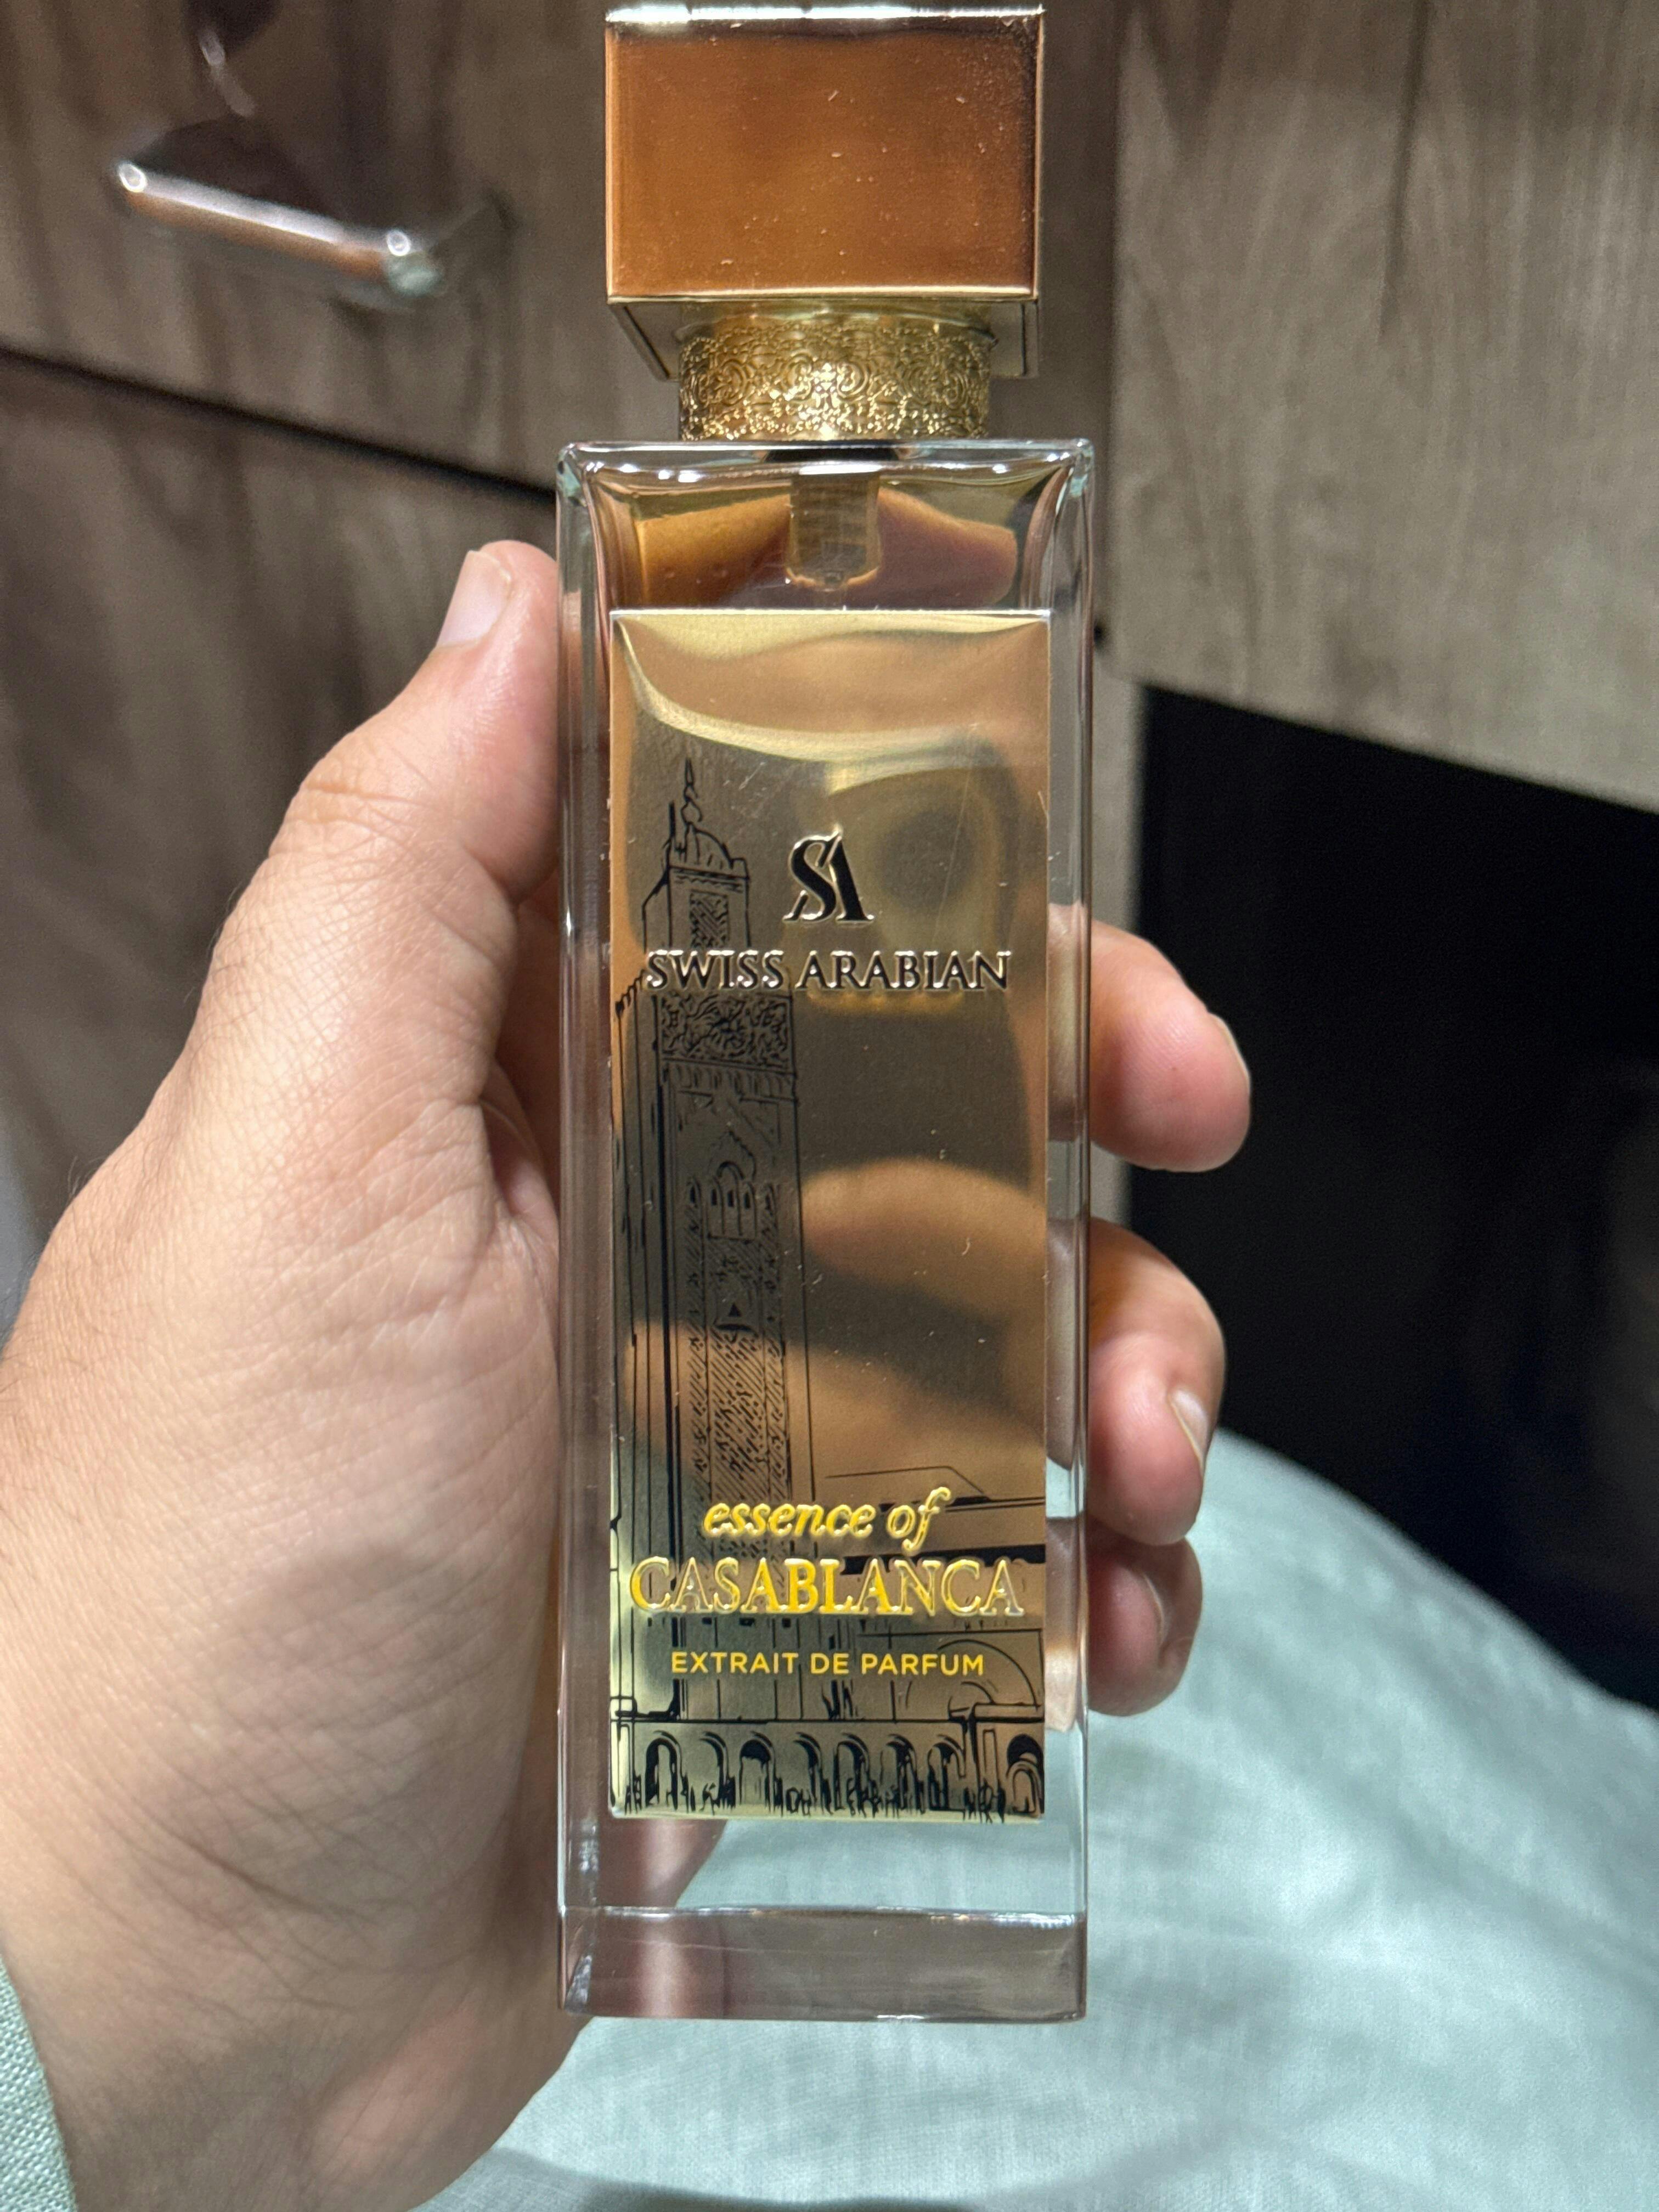 SA
SWISS ARABIAN
essence of
CASABLANCA
EXTRAIT DE PARFUM